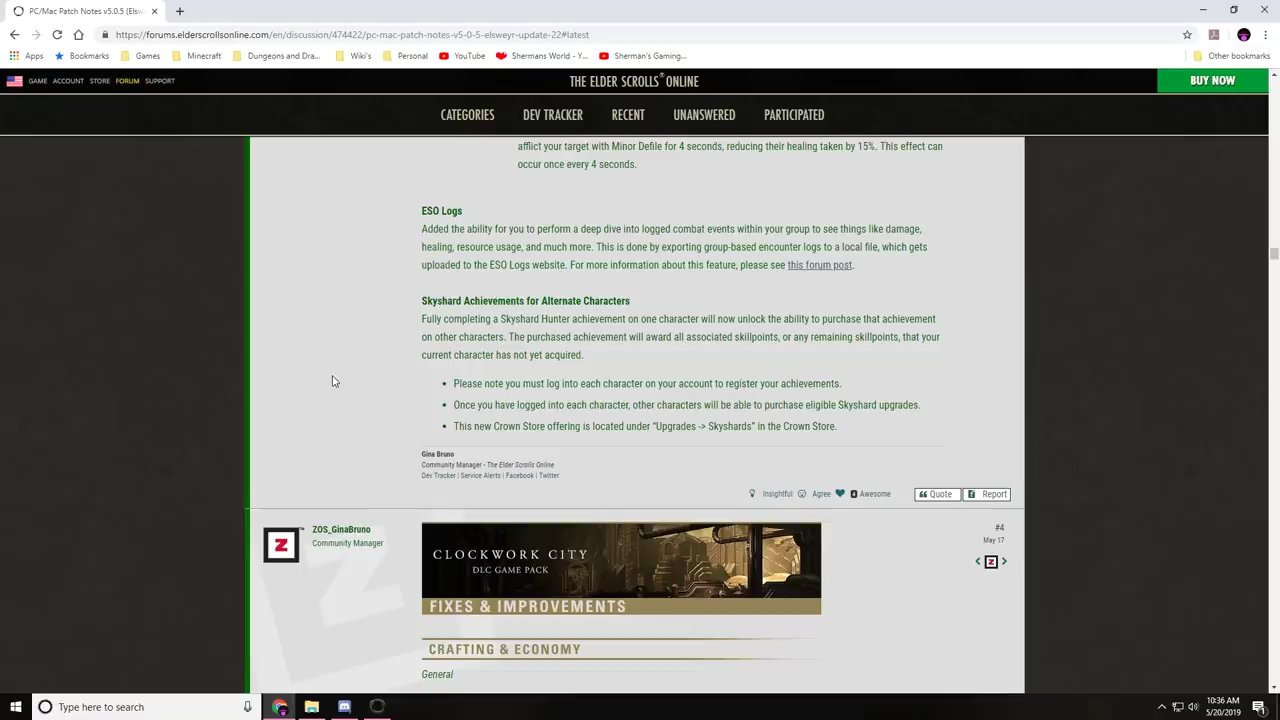 PC/Mac Patch Notes v5.0.5 (Elsw
https://forums.elderscrollsonline.com/en/discussion/474422/pc-mac-patch-notes-v5-0-5-elsweyr-update-22#latest
Apps Bookmarks Games Minecraft Dungeons and Dra... Wiki's Personal YouTube Shermans World - Y... Sherman's Gaming... Other bookmarks
GAME ACCOUNT STORE FORUM SUPPORT THE ELDER SCROLLS® ONLINE BUY NOW
CATEGORIES DEV TRACKER RECENT UNANSWERED PARTICIPATED
afflict your target with Minor Defile for 4 seconds, reducing their healing taken by 15%. This effect can
occur once every 4 seconds.
ESO Logs
Added the ability for you to perform a deep dive into logged combat events within your group to see things like damage,
healing, resource usage, and much more. This is done by exporting group-based encounter logs to a local file, which gets
uploaded to the ESO Logs website. For more information about this feature, please see this forum post.
Skyshard Achievements for Alternate Characters
Fully completing a Skyshard Hunter achievement on one character will now unlock the ability to purchase that achievement
on other characters. The purchased achievement will award all associated skillpoints, or any remaining skillpoints, that your
current character has not yet acquired.
• Please note you must log into each character on your account to register your achievements.
• Once you have logged into each character, other characters will be able to purchase eligible Skyshard upgrades.
• This new Crown Store offering is located under “Upgrades -> Skyshards” in the Crown Store.
Gina Bruno
Community Manager - The Elder Scrolls Online
Dev Tracker | Service Alerts | Facebook | Twitter
Insightful Agree Awesome Quote Report
ZOS_GinaBruno
Community Manager
#4
May 17
Z
< Z >
CLOCKWORK CITY
DLC GAME PACK
FIXES & IMPROVEMENTS
CRAFTING & ECONOMY
General
Type here to search
10:36 AM
5/20/2019